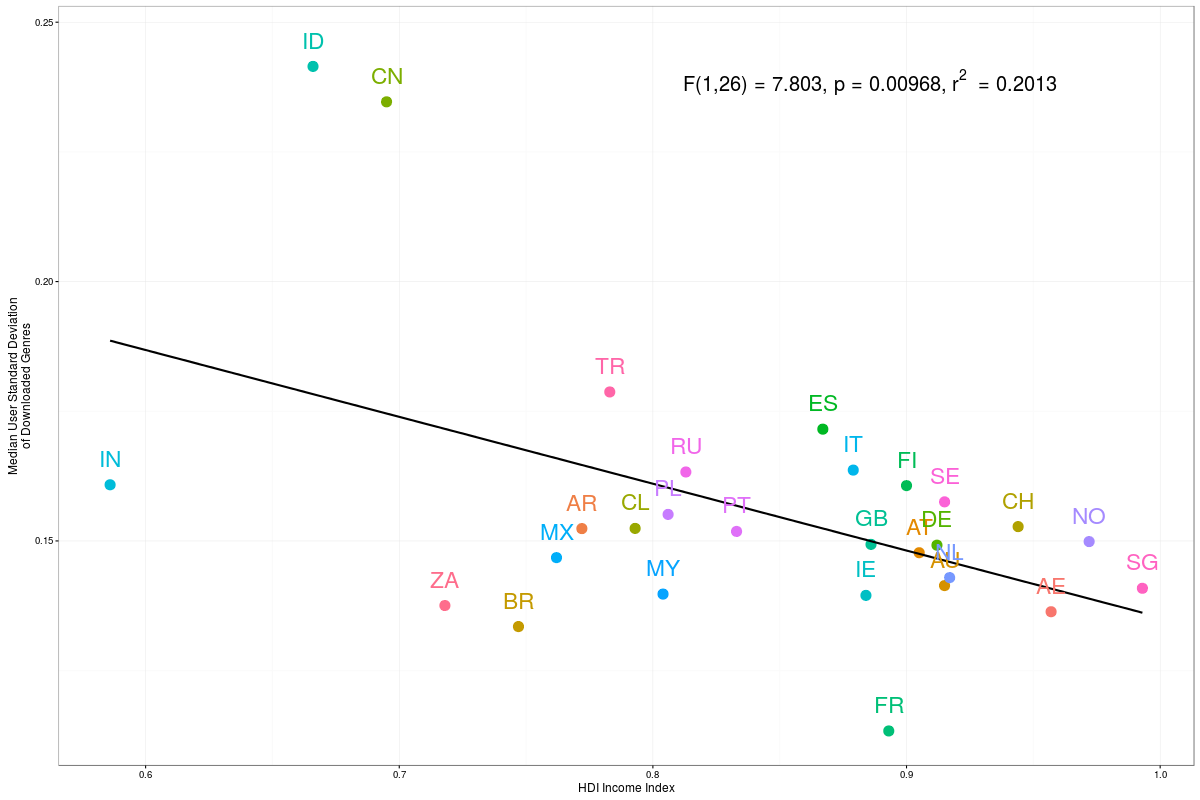 0.25
0.20
0.15
Median User Standard Deviation
of Downloaded Genres
F(1,26) = 7.803, p = 0.00968, r2 = 0.2013
ID
CN
TR
ES
IT
RU
IN
FI
SE
PL
AR
CL
PT
CH
GB
DE
NO
AT
MX
NL
AU
IE
MY
SG
ZA
AE
BR
FR
0.6
0.7
0.8
0.9
1.0
HDI Income Index